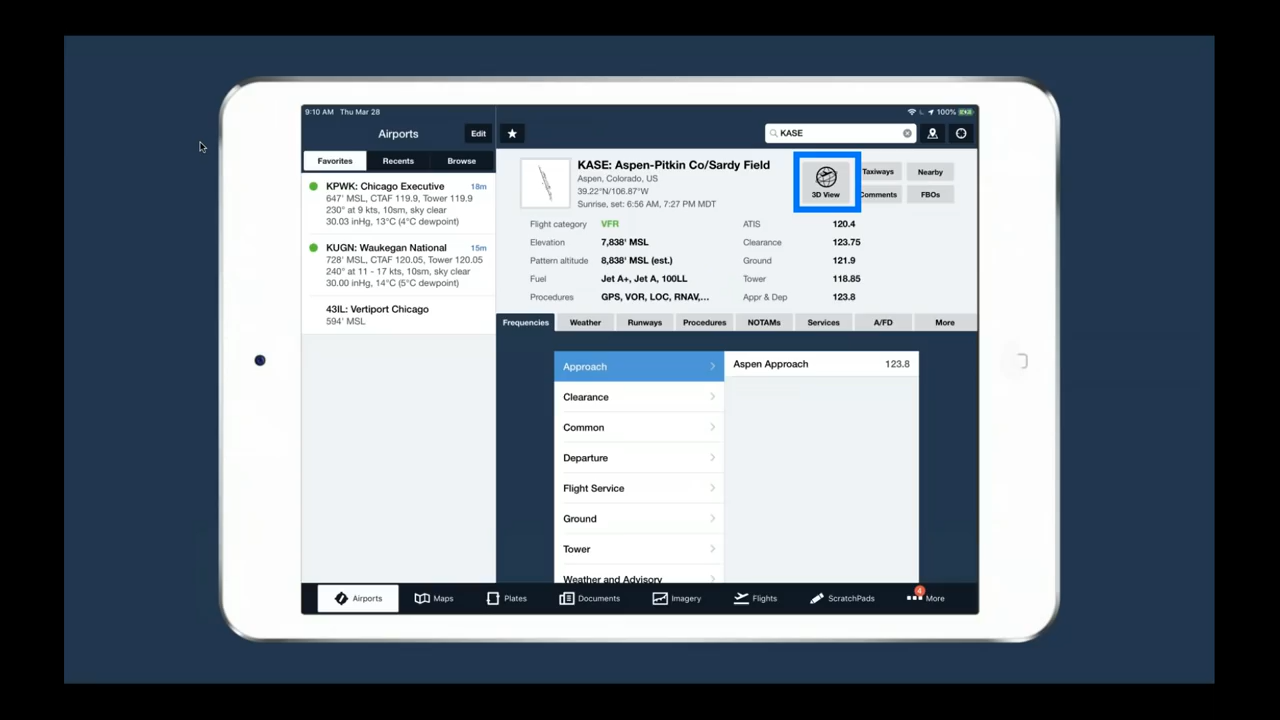 9:10 AM Thu Mar 28
100%
Airports
Edit
KASE
Favorites
Recents
Browse
KPWK: Chicago Executive
18m
647' MSL, CTAF 119.9, Tower 119.9
230° at 9 kts, 10sm, sky clear
30.03 inHg, 13°C (4°C dewpoint)
KUGN: Waukegan National
15m
728' MSL, CTAF 120.05, Tower 120.05
240° at 11 - 17 kts, 10sm, sky clear
30.00 inHg, 14°C (5°C dewpoint)
43IL: Vertiport Chicago
594' MSL
KASE: Aspen-Pitkin Co/Sardy Field
Aspen, Colorado, US
39.22°N/106.87°W
Sunrise, set: 6:56 AM, 7:27 PM MDT
3D View
Taxiways
Nearby
Comments
FBOs
Flight category VFR
Elevation 7,838' MSL
Pattern altitude 8,838' MSL (est.)
Fuel Jet A+, Jet A, 100LL
Procedures GPS, VOR, LOC, RNAV,...
ATIS 120.4
Clearance 123.75
Ground 121.9
Tower 118.85
Appr & Dep 123.8
Frequencies
Weather
Runways
Procedures
NOTAMs
Services
A/FD
More
Approach
Clearance
Common
Departure
Flight Service
Ground
Tower
Weather and Advisory
Aspen Approach 123.8
Airports
Maps
Plates
Documents
Imagery
Flights
ScratchPads
4
More